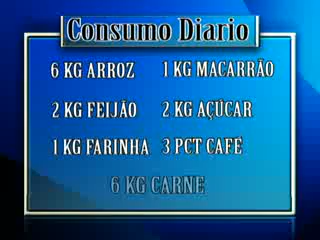 Consumo Diario
6 KG ARROZ
1 KG MACARRÃO
2 KG FEIJÃO
2 KG AÇÚCAR
1 KG FARINHA
3 PCT CAFÉ
6 KG CARNE